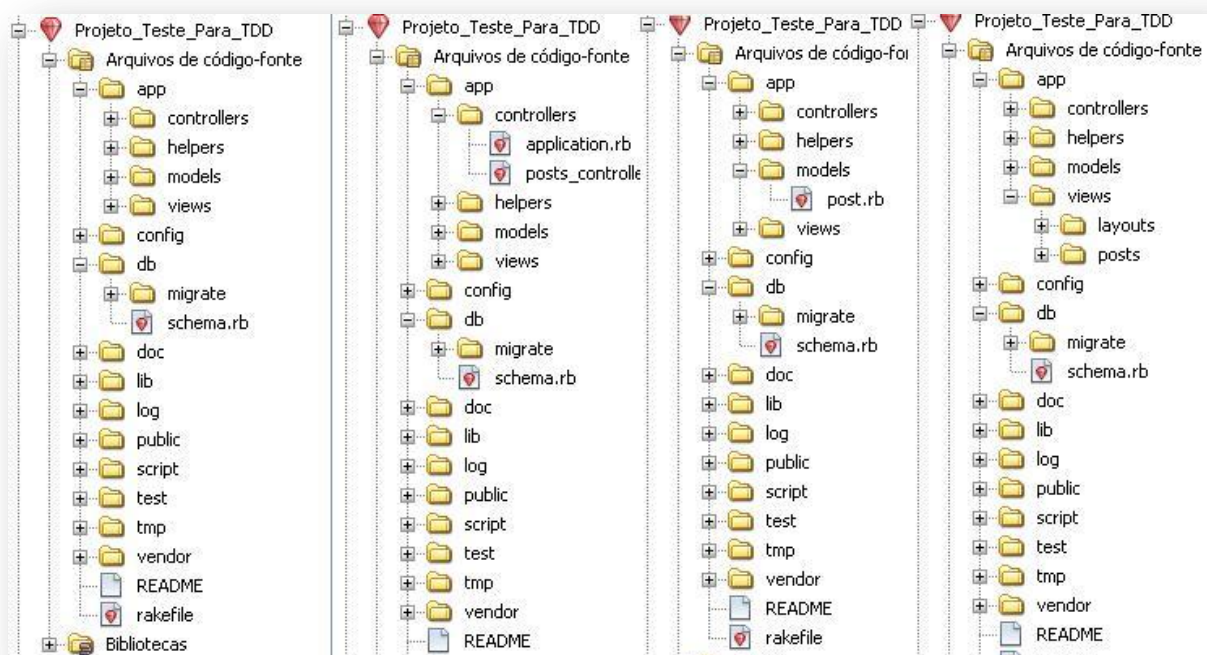 Projeto_Teste_Para_TDD
Arquivos de código-fonte
app
controllers
helpers
models
views
config
db
migrate
schema.rb
doc
lib
log
public
script
test
tmp
vendor
README
rakefile
Bibliotecas
Projeto_Teste_Para_TDD
Arquivos de código-fonte
app
controllers
application.rb
posts_controlle
helpers
models
views
config
db
migrate
schema.rb
doc
lib
log
public
script
test
tmp
vendor
README
Projeto_Teste_Para_TDD
Arquivos de código-fo
app
controllers
helpers
models
post.rb
views
config
db
migrate
schema.rb
doc
lib
log
public
script
test
tmp
vendor
README
rakefile
Projeto_Teste_Para_TDD
Arquivos de código-fonte
app
controllers
helpers
models
views
layouts
posts
config
db
migrate
schema.rb
doc
lib
log
public
script
test
tmp
vendor
README